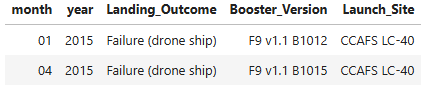 month year Landing_Outcome Booster_Version Launch_Site
01 2015 Failure (drone ship) F9 v1.1 B1012 CCAFS LC-40
04 2015 Failure (drone ship) F9 v1.1 B1015 CCAFS LC-40